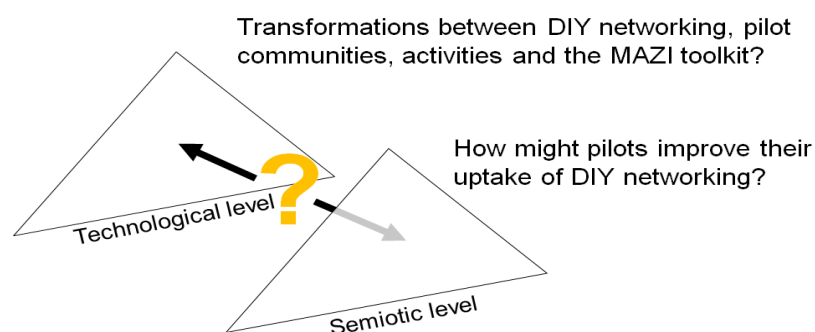 Transformations between DIY networking, pilot
communities, activities and the MAZI toolkit?
How might pilots improve their
uptake of DIY networking?
?
Technological level
Semiotic level